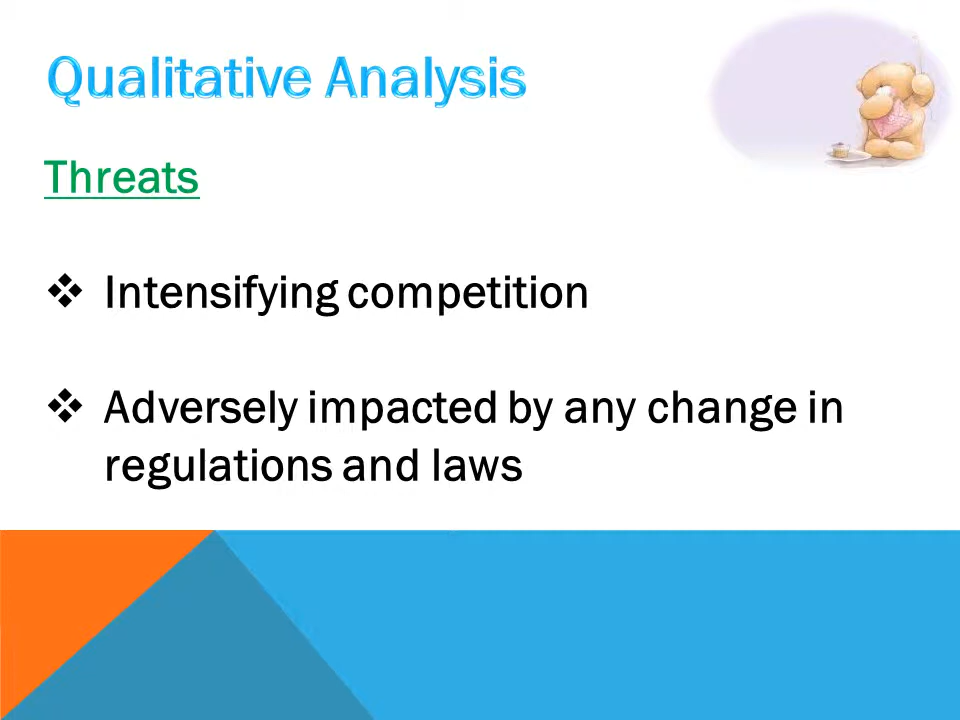 Qualitative Analysis
Threats
❖ Intensifying competition
❖ Adversely impacted by any change in
regulations and laws